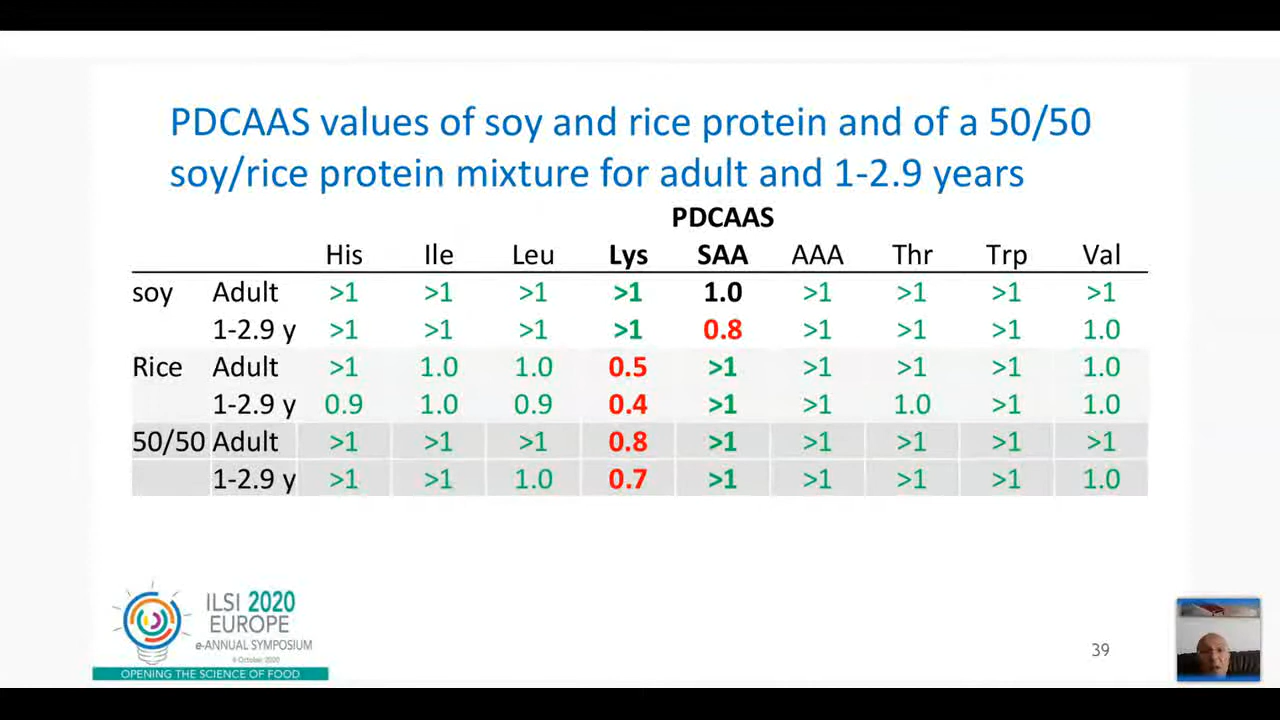 PDCAAS values of soy and rice protein and of a 50/50
soy/rice protein mixture for adult and 1-2.9 years
PDCAAS
His Ile Leu Lys SAA AAA Thr Trp Val
soy Adult >1 >1 >1 >1 1.0 >1 >1 >1 >1
1-2.9 y >1 >1 >1 >1 0.8 >1 >1 >1 1.0
Rice Adult >1 1.0 1.0 0.5 >1 >1 >1 >1 1.0
1-2.9 y 0.9 1.0 0.9 0.4 >1 >1 1.0 >1 1.0
50/50 Adult >1 >1 >1 0.8 >1 >1 >1 >1 >1
1-2.9 y >1 >1 1.0 0.7 >1 >1 >1 >1 1.0
ILSI 2020
EUROPE
e-ANNUAL SYMPOSIUM
6 October, 2020
OPENING THE SCIENCE OF FOOD
39